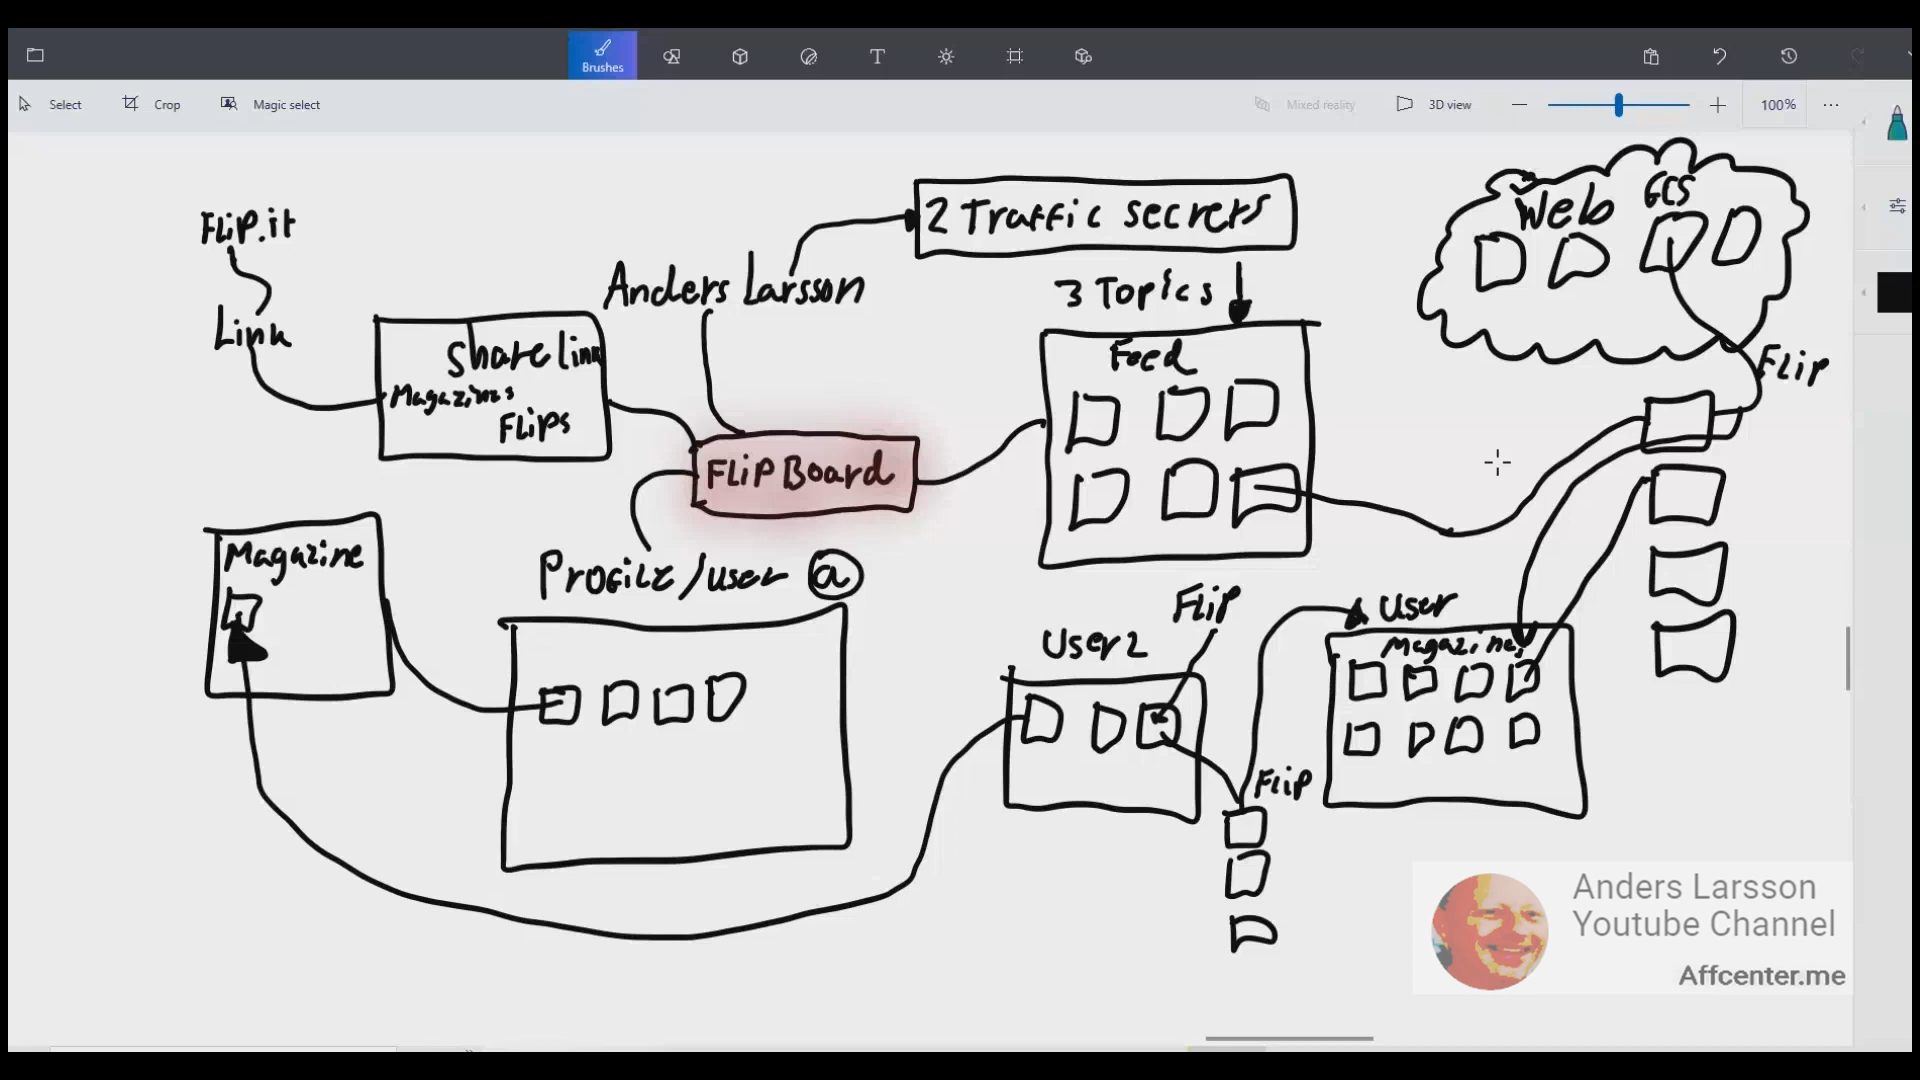 Brushes
Select
Crop
Magic select
Mixed reality
3D view
100%
FLiP.it
Link
Share link
Magazines
FLiPs
Anders Larsson
2 Traffic secrets
3 Topics
Feed
Web
GCS
FLiP
FLiPBoard
Magazine
Profile/user @
User2
FLiP
User
Magazine
FLiP
Anders Larsson
Youtube Channel
Affcenter.me